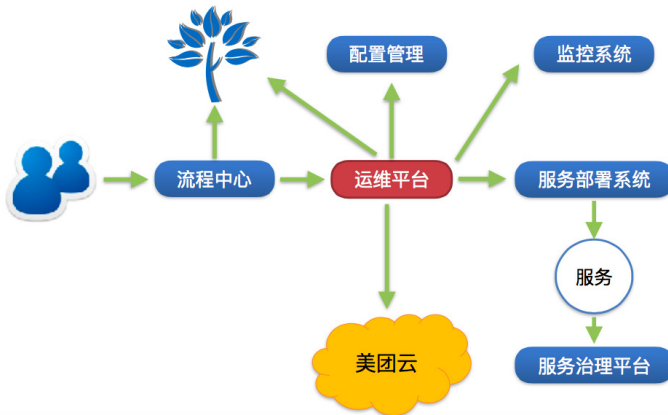 配置管理
监控系统
流程中心
运维平台
服务部署系统
服务
美团云
服务治理平台